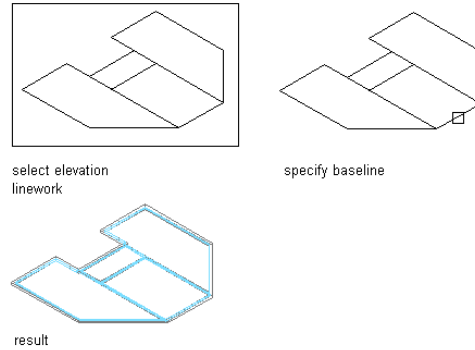 select elevation
linework
specify baseline
result